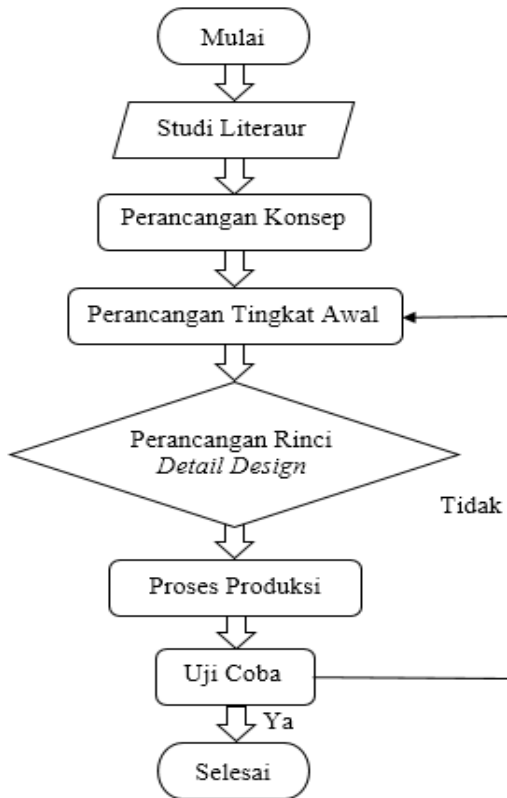 Mulai
Studi Literaur
Perancangan Konsep
Perancangan Tingkat Awal
Perancangan Rinci
Detail Design
Tidak
Proses Produksi
Uji Coba
Ya
Selesai